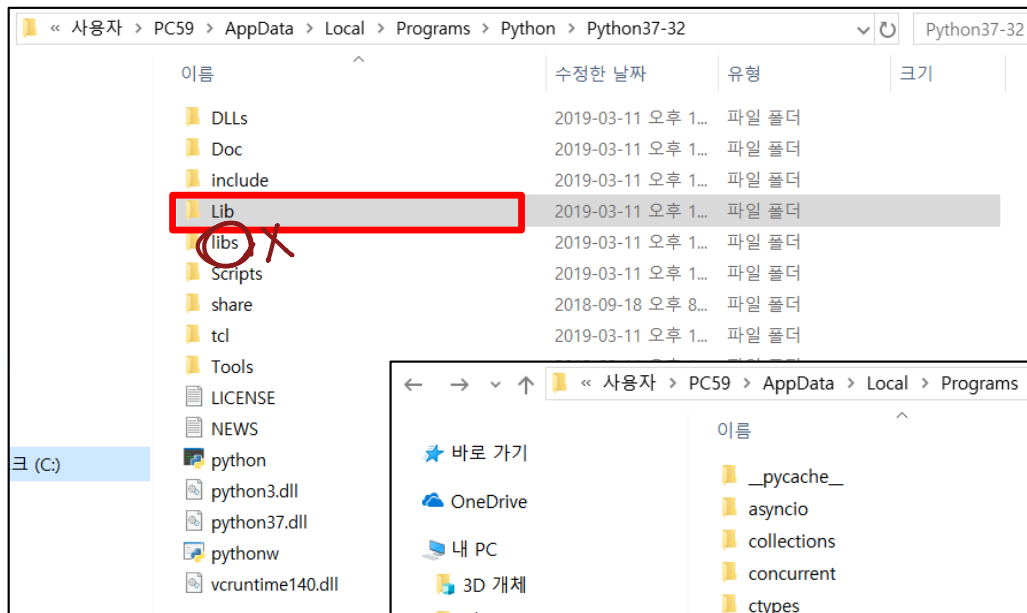 « 사용자 > PC59 > AppData > Local > Programs > Python > Python37-32
Python37-32
이름 수정한 날짜 유형 크기
DLLs 2019-03-11 오후 1... 파일 폴더
Doc 2019-03-11 오후 1... 파일 폴더
include 2019-03-11 오후 1... 파일 폴더
Lib 2019-03-11 오후 1... 파일 폴더
libs X 2019-03-11 오후 1... 파일 폴더
Scripts 2019-03-11 오후 1... 파일 폴더
share 2018-09-18 오후 8... 파일 폴더
tcl 2019-03-11 오후 1... 파일 폴더
Tools
LICENSE
NEWS
python
python3.dll
python37.dll
pythonw
vcruntime140.dll
크 (C:)
« 사용자 > PC59 > AppData > Local > Programs
이름
바로 가기
OneDrive
내 PC
3D 개체
__pycache__
asyncio
collections
concurrent
ctypes